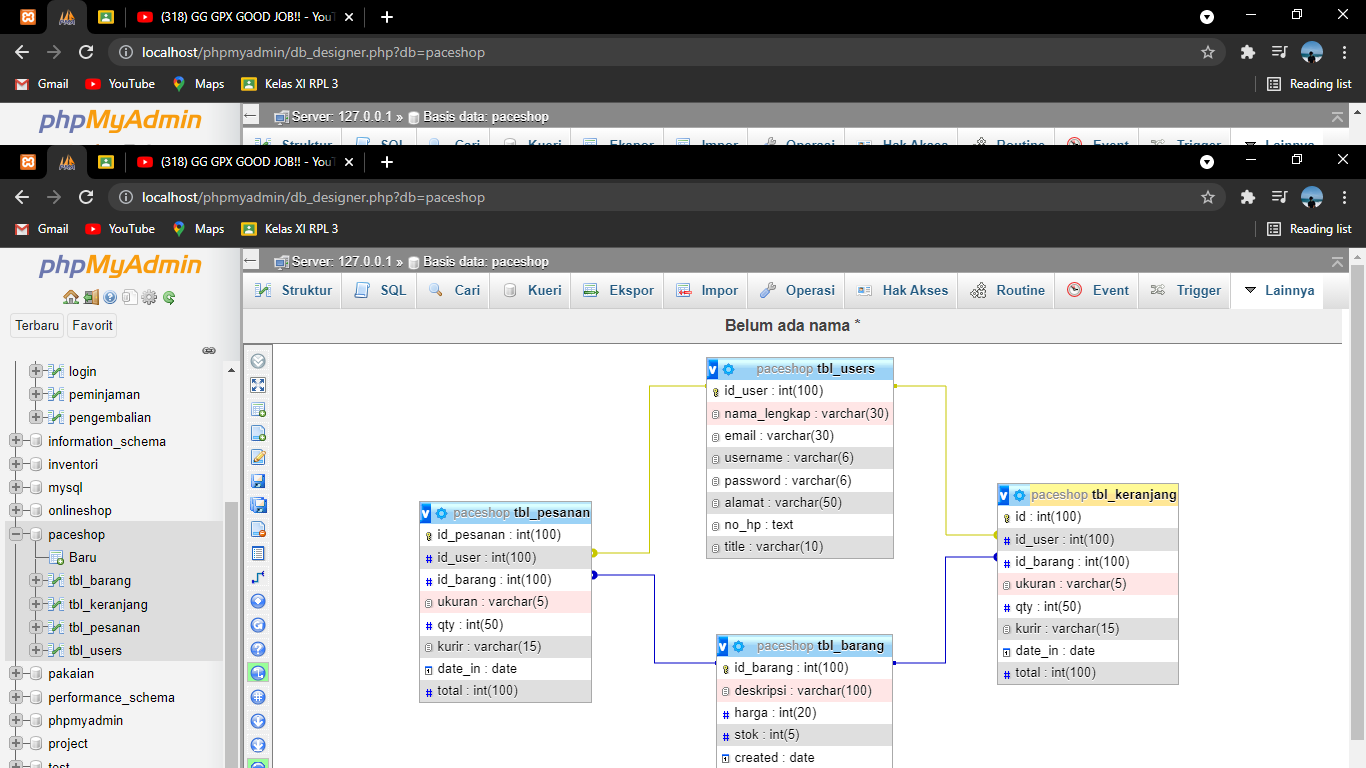 (318) GG GPX GOOD JOB!! - You
localhost/phpmyadmin/db_designer.php?db=paceshop
Gmail YouTube Maps Kelas XI RPL 3 Reading list
phpMyAdmin
Server: 127.0.0.1 » Basis data: paceshop
Struktur SQL Cari Kueri Ekspor Impor Operasi Hak Akses Routine Event Trigger Lainnya
(318) GG GPX GOOD JOB!! - You
localhost/phpmyadmin/db_designer.php?db=paceshop
Gmail YouTube Maps Kelas XI RPL 3 Reading list
phpMyAdmin
Server: 127.0.0.1 » Basis data: paceshop
Struktur SQL Cari Kueri Ekspor Impor Operasi Hak Akses Routine Event Trigger Lainnya
Terbaru Favorit
login
peminjaman
pengembalian
information_schema
inventori
mysql
onlineshop
paceshop
Baru
tbl_barang
tbl_keranjang
tbl_pesanan
tbl_users
pakaian
performance_schema
phpmyadmin
project
test
Belum ada nama *
v paceshop tbl_users
id_user : int(100)
nama_lengkap : varchar(30)
email : varchar(30)
username : varchar(6)
password : varchar(6)
alamat : varchar(50)
no_hp : text
title : varchar(10)
v paceshop tbl_pesanan
id_pesanan : int(100)
# id_user : int(100)
# id_barang : int(100)
ukuran : varchar(5)
# qty : int(50)
kurir : varchar(15)
date_in : date
# total : int(100)
v paceshop tbl_keranjang
id : int(100)
# id_user : int(100)
# id_barang : int(100)
ukuran : varchar(5)
# qty : int(50)
kurir : varchar(15)
date_in : date
# total : int(100)
v paceshop tbl_barang
id_barang : int(100)
deskripsi : varchar(100)
# harga : int(20)
# stok : int(5)
created : date